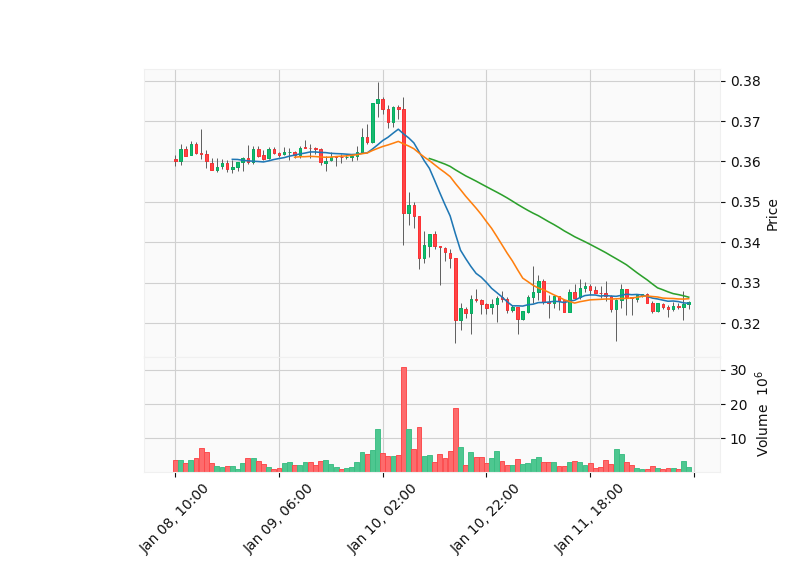 0.38
0.37
0.36
0.35
0.34
0.33
0.32
Price
30
20
10
Volume 10⁶
Jan 08, 10:00
Jan 09, 06:00
Jan 10, 02:00
Jan 10, 22:00
Jan 11, 18:00